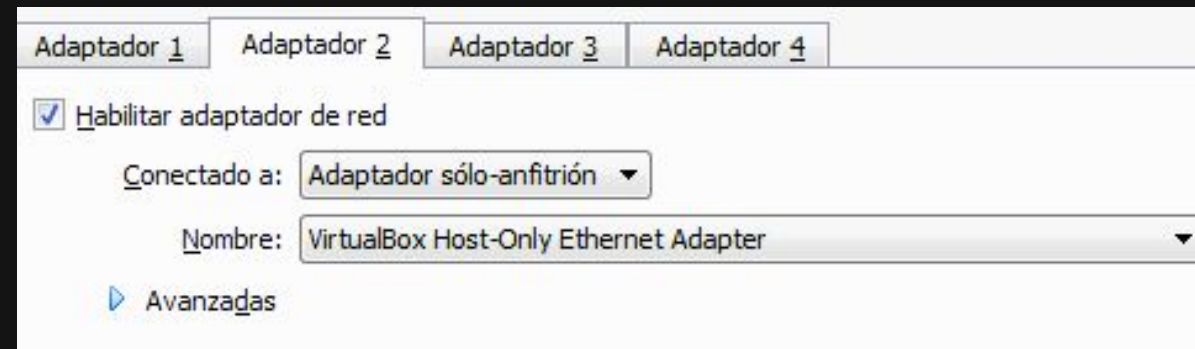 Adaptador 1 Adaptador 2 Adaptador 3 Adaptador 4
Habilitar adaptador de red
Conectado a: Adaptador sólo-anfitrión
Nombre: VirtualBox Host-Only Ethernet Adapter
Avanzadas